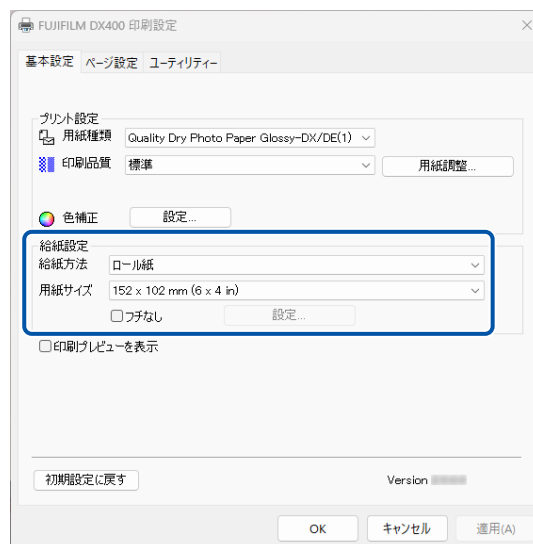 FUJIFILM DX400 印刷設定
基本設定 ページ設定 ユーティリティー
プリント設定
用紙種類 Quality Dry Photo Paper Glossy-DX/DE(1)
印刷品質 標準 用紙調整...
色補正 設定...
給紙設定
給紙方法 ロール紙
用紙サイズ 152 x 102 mm (6 x 4 in)
フチなし 設定...
印刷プレビューを表示
初期設定に戻す Version
OK キャンセル 適用(A)